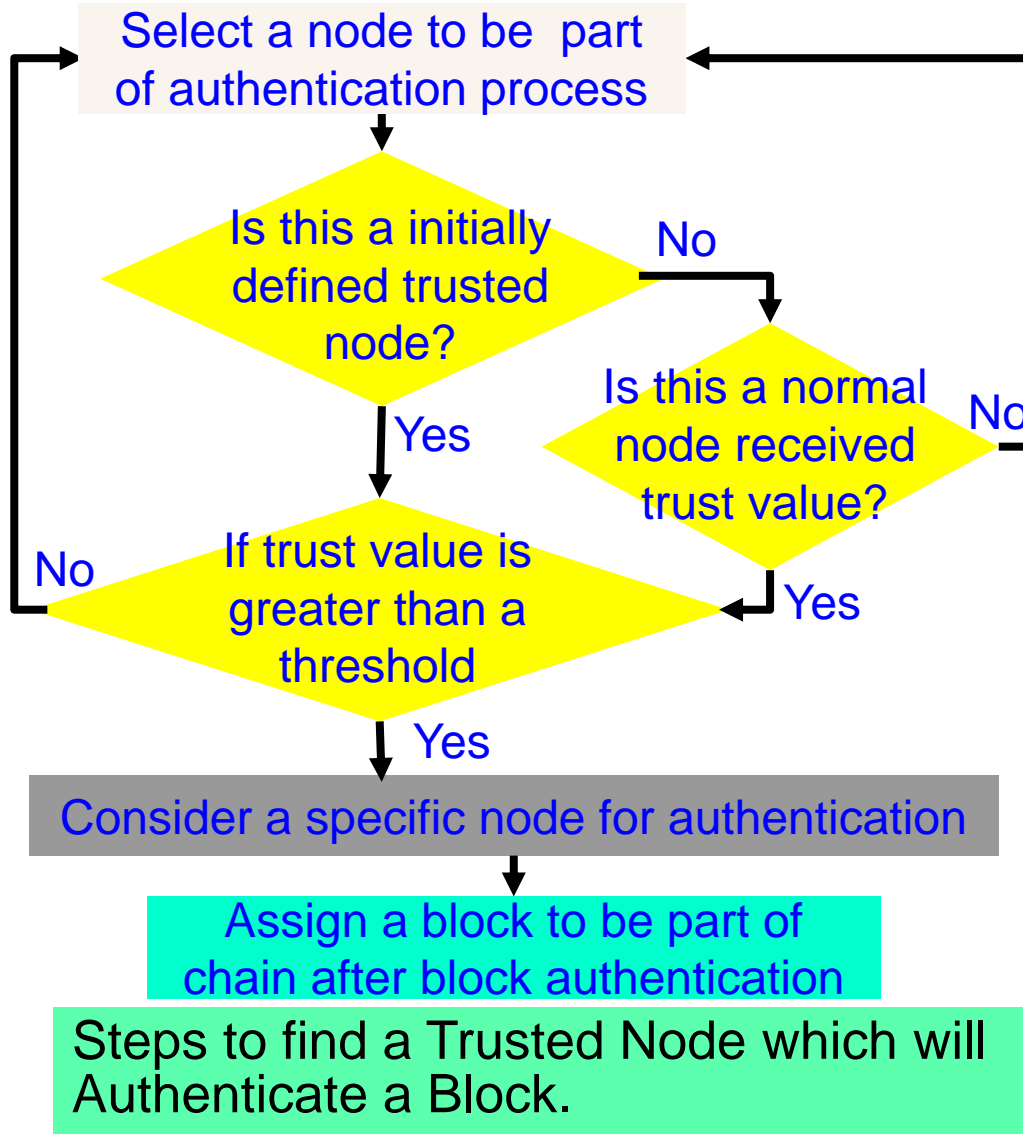 Select a node to be part
of authentication process
Is this a initially
defined trusted
node?
No
Is this a normal
node received
trust value?
No
Yes
If trust value is
greater than a
threshold
No
Yes
Yes
Consider a specific node for authentication
Assign a block to be part of
chain after block authentication
Steps to find a Trusted Node which will
Authenticate a Block.